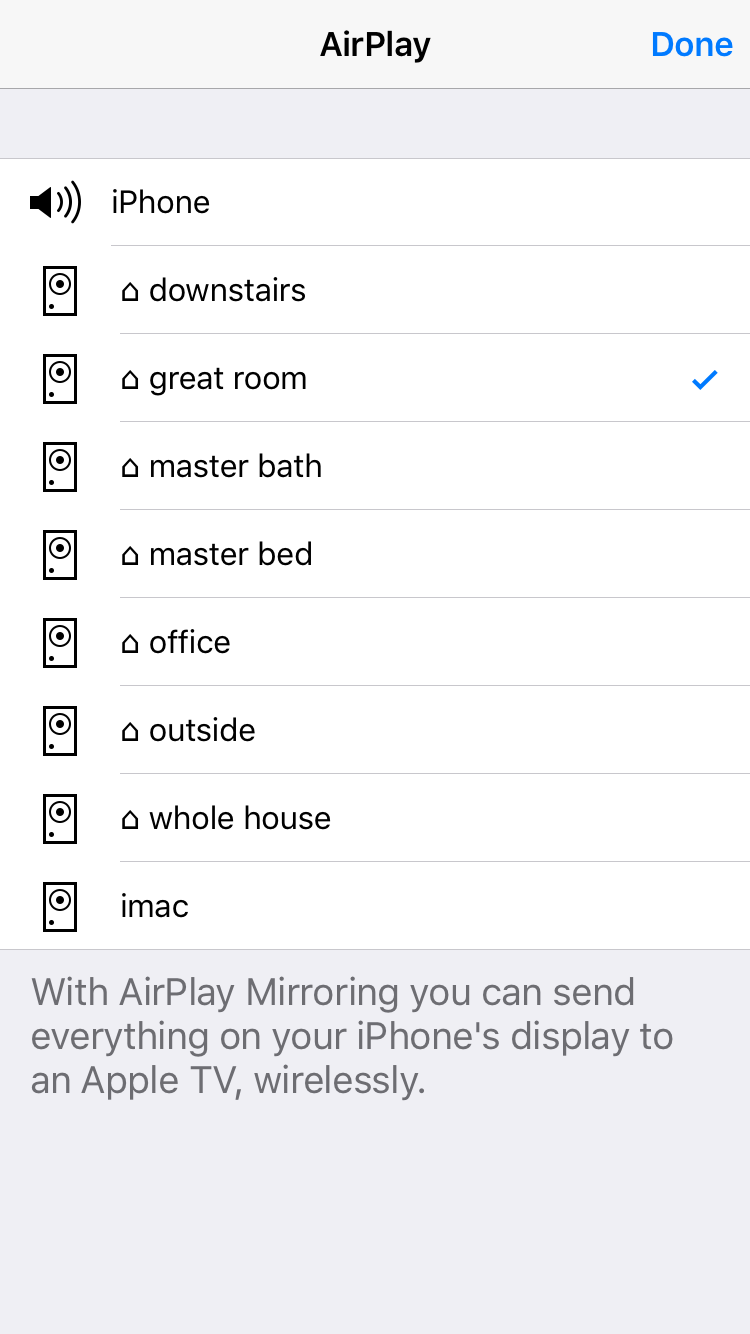 AirPlay
Done
iPhone
⌂ downstairs
⌂ great room
⌂ master bath
⌂ master bed
⌂ office
⌂ outside
⌂ whole house
imac
With AirPlay Mirroring you can send
everything on your iPhone's display to
an Apple TV, wirelessly.